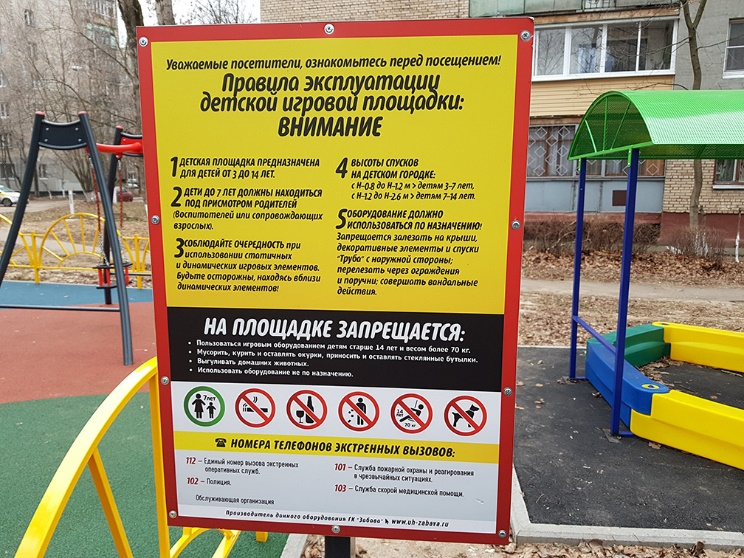 Уважаемые посетители, ознакомьтесь перед посещением!
Правила эксплуатации
детской игровой площадки:
ВНИМАНИЕ
1 ДЕТСКАЯ ПЛОЩАДКА ПРЕДНАЗНАЧЕНА
ДЛЯ ДЕТЕЙ ОТ 3 ДО 14 ЛЕТ.
2 ДЕТИ ДО 7 ЛЕТ ДОЛЖНЫ НАХОДИТЬСЯ
ПОД ПРИСМОТРОМ РОДИТЕЛЕЙ
(Воспитителей или сопровождающих
взрослых).
3 СОБЛЮДАЙТЕ ОЧЕРЕДНОСТЬ при
использовании статичных
и динамических игровых элементов.
Будьте осторожны, находясь вблизи
динамических элементов!
4 ВЫСОТЫ СПУСКОВ
НА ДЕТСКОМ ГОРОДКЕ:
с H-0.8 до H-1.2 м > детям 3-7 лет,
с H-1.2 до H-2.6 м > детям 7-14 лет.
5 ОБОРУДОВАНИЕ ДОЛЖНО
ИСПОЛЬЗОВАТЬСЯ ПО НАЗНАЧЕНИЮ!
Запрещается залезать на крыши,
декоративные элементы и спуски
"Труба" с наружной стороны;
перелезать через ограждения
и поручни; совершать вандальные
действия.
НА ПЛОЩАДКЕ ЗАПРЕЩАЕТСЯ:
• Пользоваться игровым оборудованием детям старше 14 лет и весом более 70 кг.
• Мусорить, курить и оставлять окурки, приносить и оставлять стеклянные бутылки.
• Выгуливать домашних животных.
• Использовать оборудование не по назначению.
7 лет
14 лет
70 кг
☎ НОМЕРА ТЕЛЕФОНОВ ЭКСТРЕННЫХ ВЫЗОВОВ:
112 – Единый номер вызова экстренных
оперативных служб.
102 – Полиция.
101 – Служба пожарной охраны и реагирования
в чрезвычайных ситуациях.
103 – Служба скорой медицинской помощи.
Обслуживающая организация
Производитель данного оборудования ГК "Забава" www.uh-zabava.ru